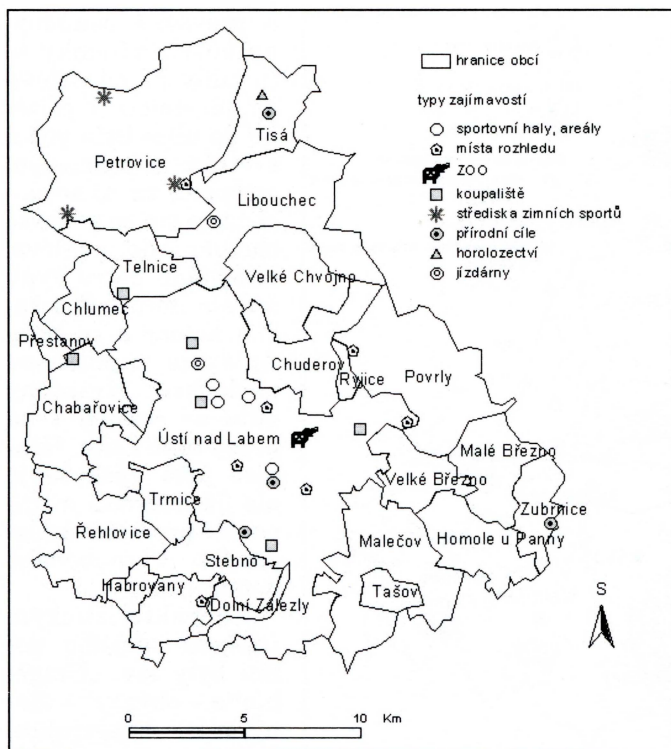 hranice obcí
typy zajímavostí
sportovní haly, areály
místa rozhledu
ZOO
koupaliště
střediska zimních sportů
přírodní cíle
horolozectví
jízdárny
Tisá
Petrovice
Libouchec
Telnice
Velké Chvojno
Chlumec
Přestanov
Chuderov
Ryjice
Povrly
Chabařovice
Ústí nad Labem
Malé Březno
Velké Březno
Trmice
Zubrnice
Řehlovice
Malečov
Homole u Panny
Stebno
Habrovany
Tašov
Dolní Zálezly
S
0 5 10 Km